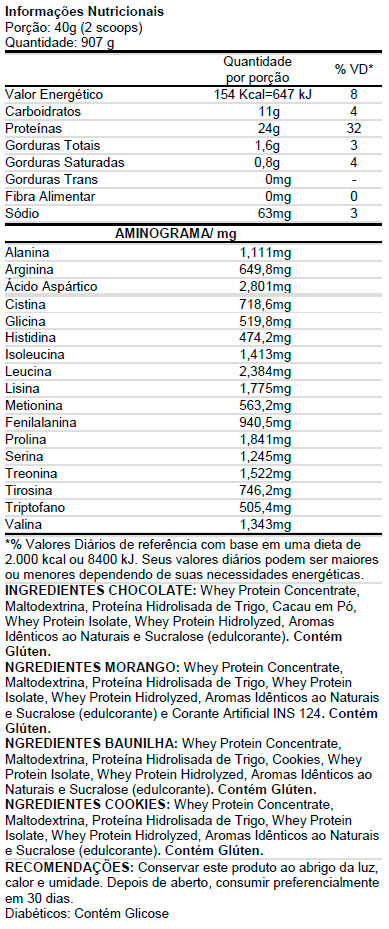 Informações Nutricionais
Porção: 40g (2 scoops)
Quantidade: 907 g
Quantidade por porção % VD*
Valor Energético 154 Kcal=647 kJ 8
Carboidratos 11g 4
Proteínas 24g 32
Gorduras Totais 1,6g 3
Gorduras Saturadas 0,8g 4
Gorduras Trans 0mg -
Fibra Alimentar 0mg 0
Sódio 63mg 3
AMINOGRAMA/ mg
Alanina 1,111mg
Arginina 649,8mg
Ácido Aspártico 2,801mg
Cistina 718,6mg
Glicina 519,8mg
Histidina 474,2mg
Isoleucina 1,413mg
Leucina 2,384mg
Lisina 1,775mg
Metionina 563,2mg
Fenilalanina 940,5mg
Prolina 1,841mg
Serina 1,245mg
Treonina 1,522mg
Tirosina 746,2mg
Triptofano 505,4mg
Valina 1,343mg
*% Valores Diários de referência com base em uma dieta de
2.000 kcal ou 8400 kJ. Seus valores diários podem ser maiores
ou menores dependendo de suas necessidades energéticas.
INGREDIENTES CHOCOLATE: Whey Protein Concentrate,
Maltodextrina, Proteína Hidrolisada de Trigo, Cacau em Pó,
Whey Protein Isolate, Whey Protein Hidrolyzed, Aromas
Idênticos ao Naturais e Sucralose (edulcorante). Contém
Glúten.
NGREDIENTES MORANGO: Whey Protein Concentrate,
Maltodextrina, Proteína Hidrolisada de Trigo, Whey Protein
Isolate, Whey Protein Hidrolyzed, Aromas Idênticos ao Naturais
e Sucralose (edulcorante) e Corante Artificial INS 124. Contém
Glúten.
NGREDIENTES BAUNILHA: Whey Protein Concentrate,
Maltodextrina, Proteína Hidrolisada de Trigo, Cookies, Whey
Protein Isolate, Whey Protein Hidrolyzed, Aromas Idênticos ao
Naturais e Sucralose (edulcorante). Contém Glúten.
NGREDIENTES COOKIES: Whey Protein Concentrate,
Maltodextrina, Proteína Hidrolisada de Trigo, Whey Protein
Isolate, Whey Protein Hidrolyzed, Aromas Idênticos ao Naturais
e Sucralose (edulcorante). Contém Glúten.
RECOMENDAÇÕES: Conservar este produto ao abrigo da luz,
calor e umidade. Depois de aberto, consumir preferencialmente
em 30 dias.
Diabéticos: Contém Glicose